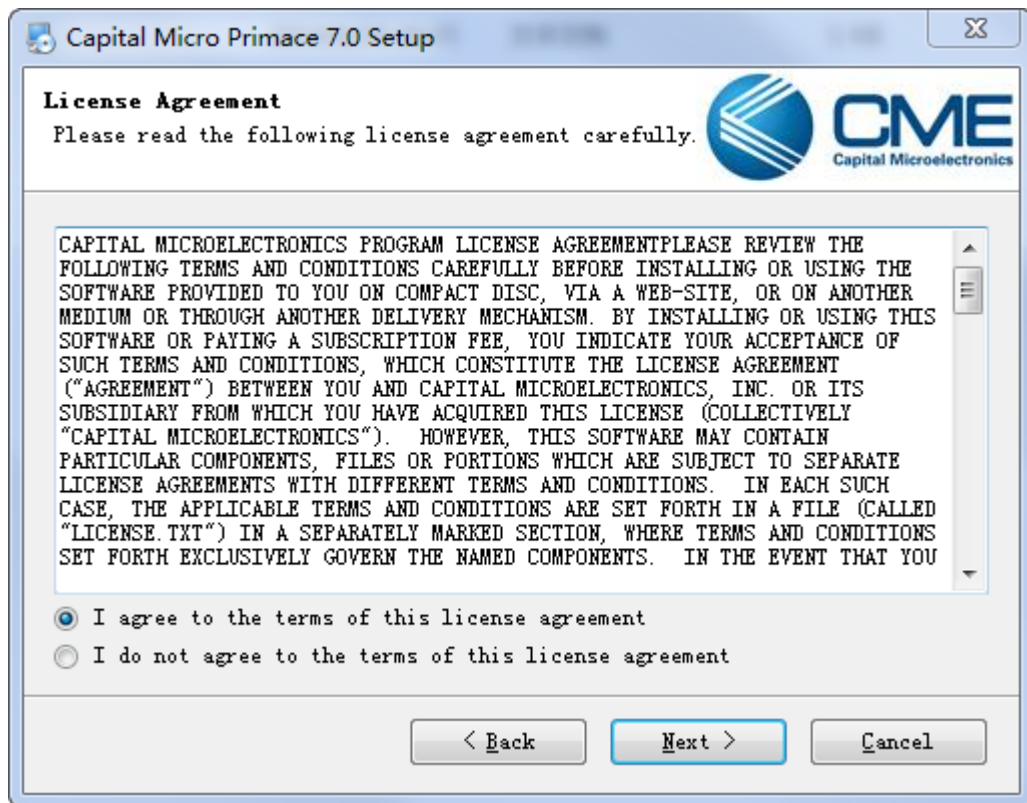 Capital Micro Primace 7.0 Setup
License Agreement
Please read the following license agreement carefully.
CME
Capital Microelectronics
CAPITAL MICROELECTRONICS PROGRAM LICENSE AGREEMENTPLEASE REVIEW THE
FOLLOWING TERMS AND CONDITIONS CAREFULLY BEFORE INSTALLING OR USING THE
SOFTWARE PROVIDED TO YOU ON COMPACT DISC, VIA A WEB-SITE, OR ON ANOTHER
MEDIUM OR THROUGH ANOTHER DELIVERY MECHANISM. BY INSTALLING OR USING THIS
SOFTWARE OR PAYING A SUBSCRIPTION FEE, YOU INDICATE YOUR ACCEPTANCE OF
SUCH TERMS AND CONDITIONS, WHICH CONSTITUTE THE LICENSE AGREEMENT
("AGREEMENT") BETWEEN YOU AND CAPITAL MICROELECTRONICS, INC. OR ITS
SUBSIDIARY FROM WHICH YOU HAVE ACQUIRED THIS LICENSE (COLLECTIVELY
"CAPITAL MICROELECTRONICS").  HOWEVER, THIS SOFTWARE MAY CONTAIN
PARTICULAR COMPONENTS, FILES OR PORTIONS WHICH ARE SUBJECT TO SEPARATE
LICENSE AGREEMENTS WITH DIFFERENT TERMS AND CONDITIONS.  IN EACH SUCH
CASE, THE APPLICABLE TERMS AND CONDITIONS ARE SET FORTH IN A FILE (CALLED
"LICENSE.TXT") IN A SEPARATELY MARKED SECTION, WHERE TERMS AND CONDITIONS
SET FORTH EXCLUSIVELY GOVERN THE NAMED COMPONENTS.  IN THE EVENT THAT YOU
I agree to the terms of this license agreement
I do not agree to the terms of this license agreement
< Back
Next >
Cancel